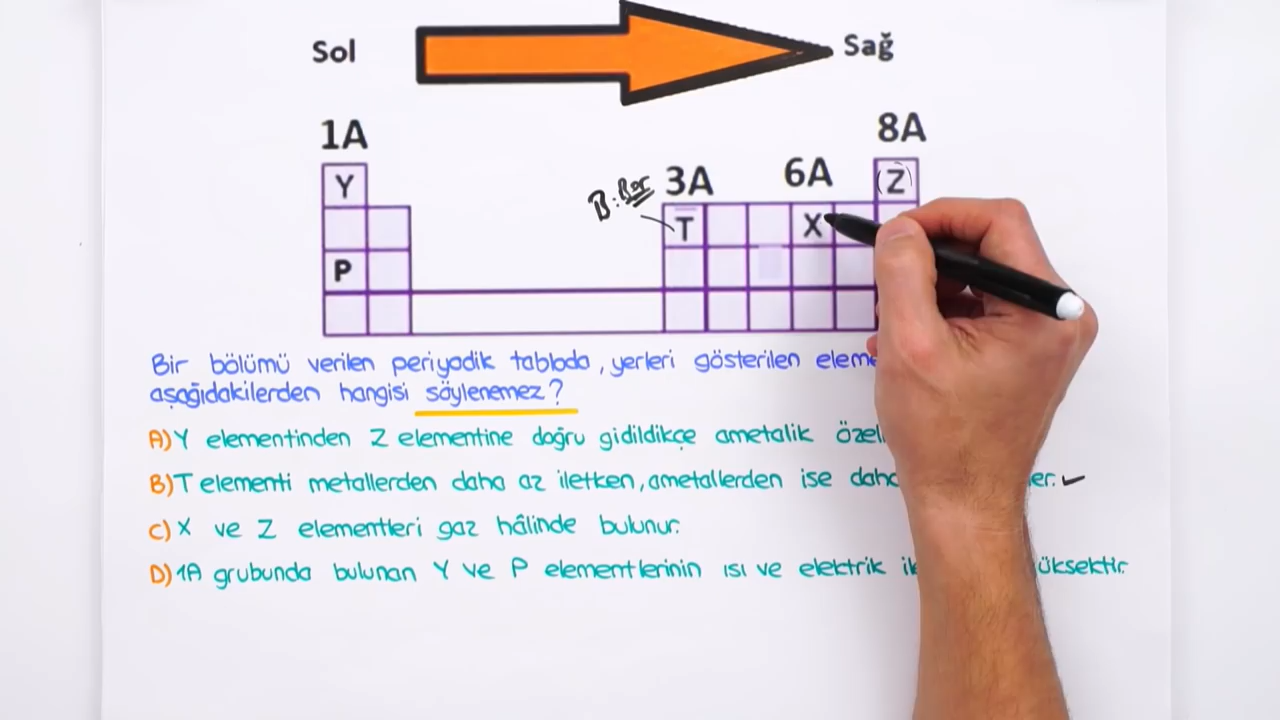 Sol Sağ
1A 8A
3A 6A
Y Z
B: Bor T X
P
Bir bölümü verilen periyodik tabloda, yerleri gösterilen
aşağıdakilerden hangisi söylenemez?
A) Y elementinden Z elementine doğru gidildikçe ametalik
B) T elementi metallerden daha az iletken, ametallerden ise daha
C) X ve Z elementleri gaz hâlinde bulunur.
D) 1A grubunda bulunan Y ve P elementlerinin ısı ve elektrik